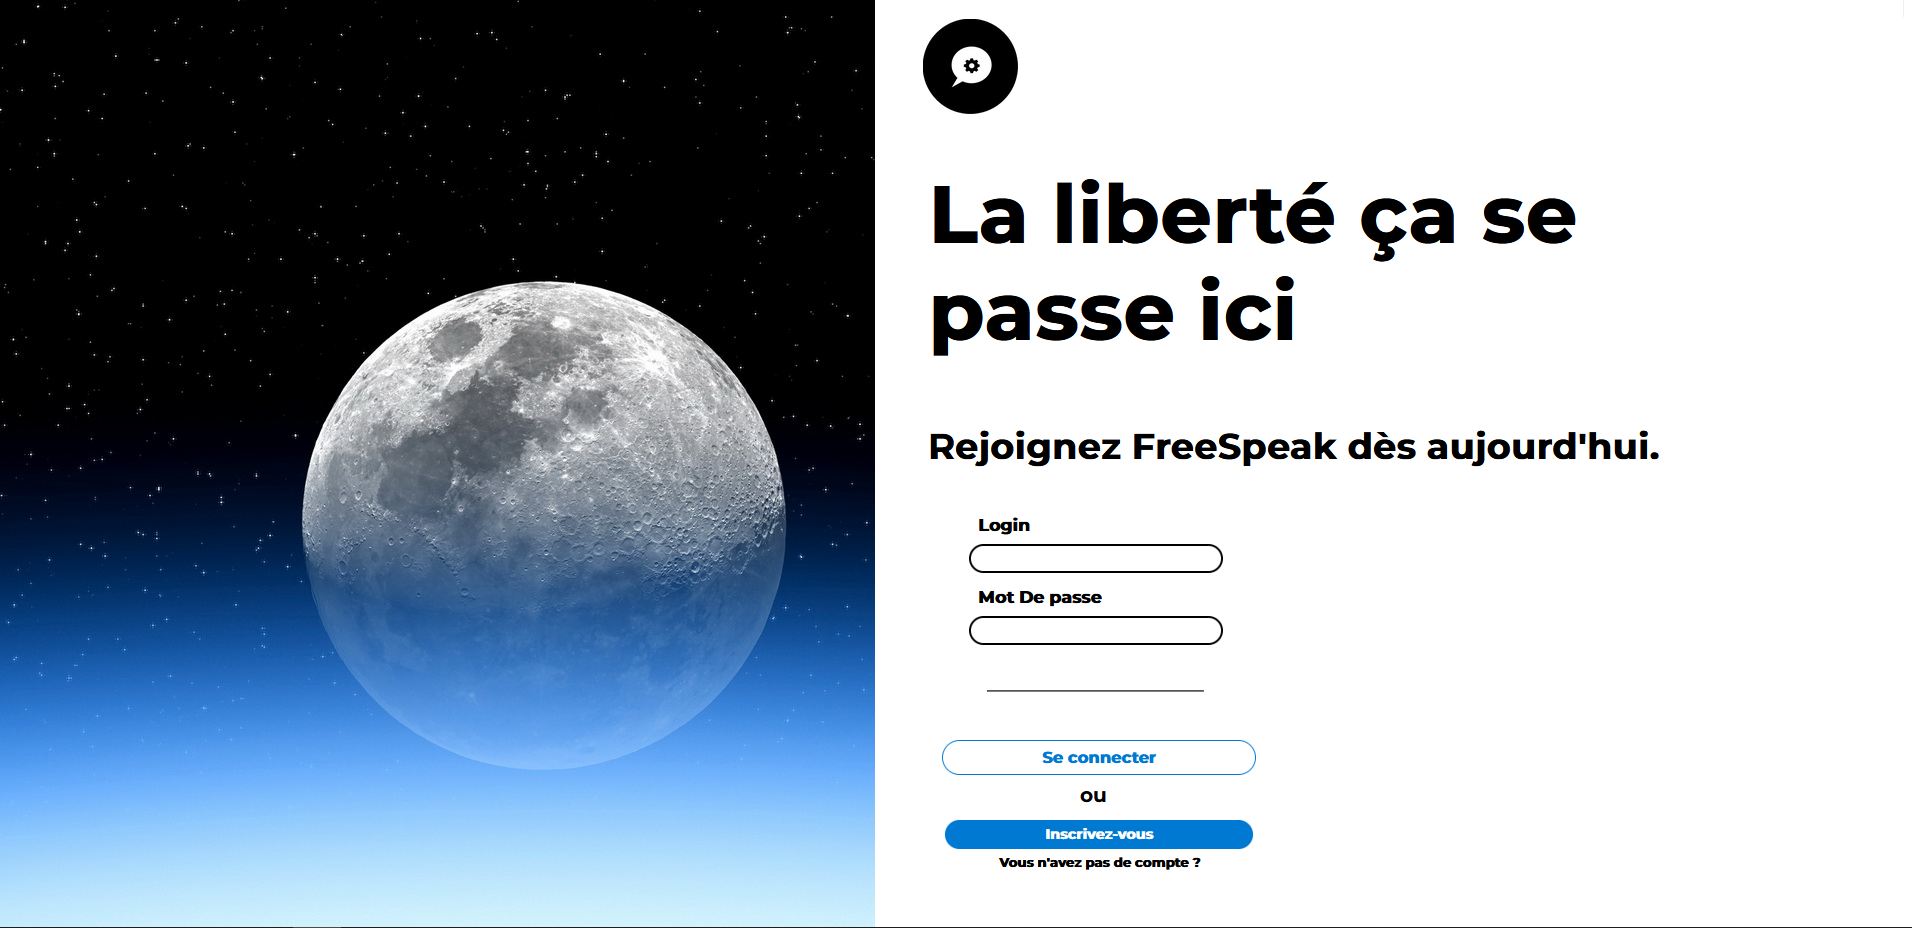 La liberté ça se
passe ici
Rejoignez FreeSpeak dès aujourd'hui.
Login
Mot De passe
Se connecter
ou
Inscrivez-vous
Vous n'avez pas de compte ?